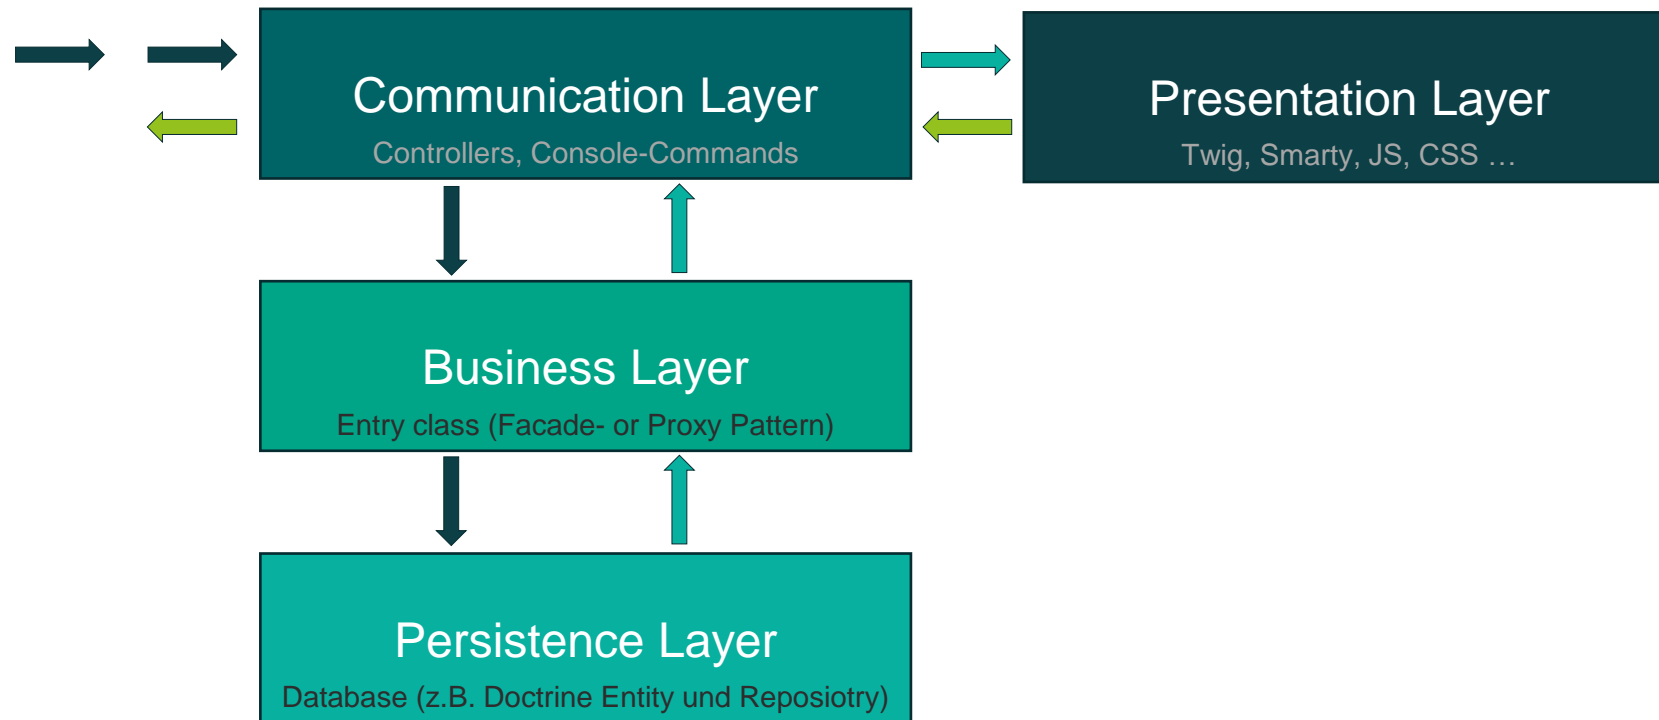 Communication Layer
Controllers, Console-Commands
Presentation Layer
Twig, Smarty, JS, CSS …
Business Layer
Entry class (Facade- or Proxy Pattern)
Persistence Layer
Database (z.B. Doctrine Entity und Reposiotry)